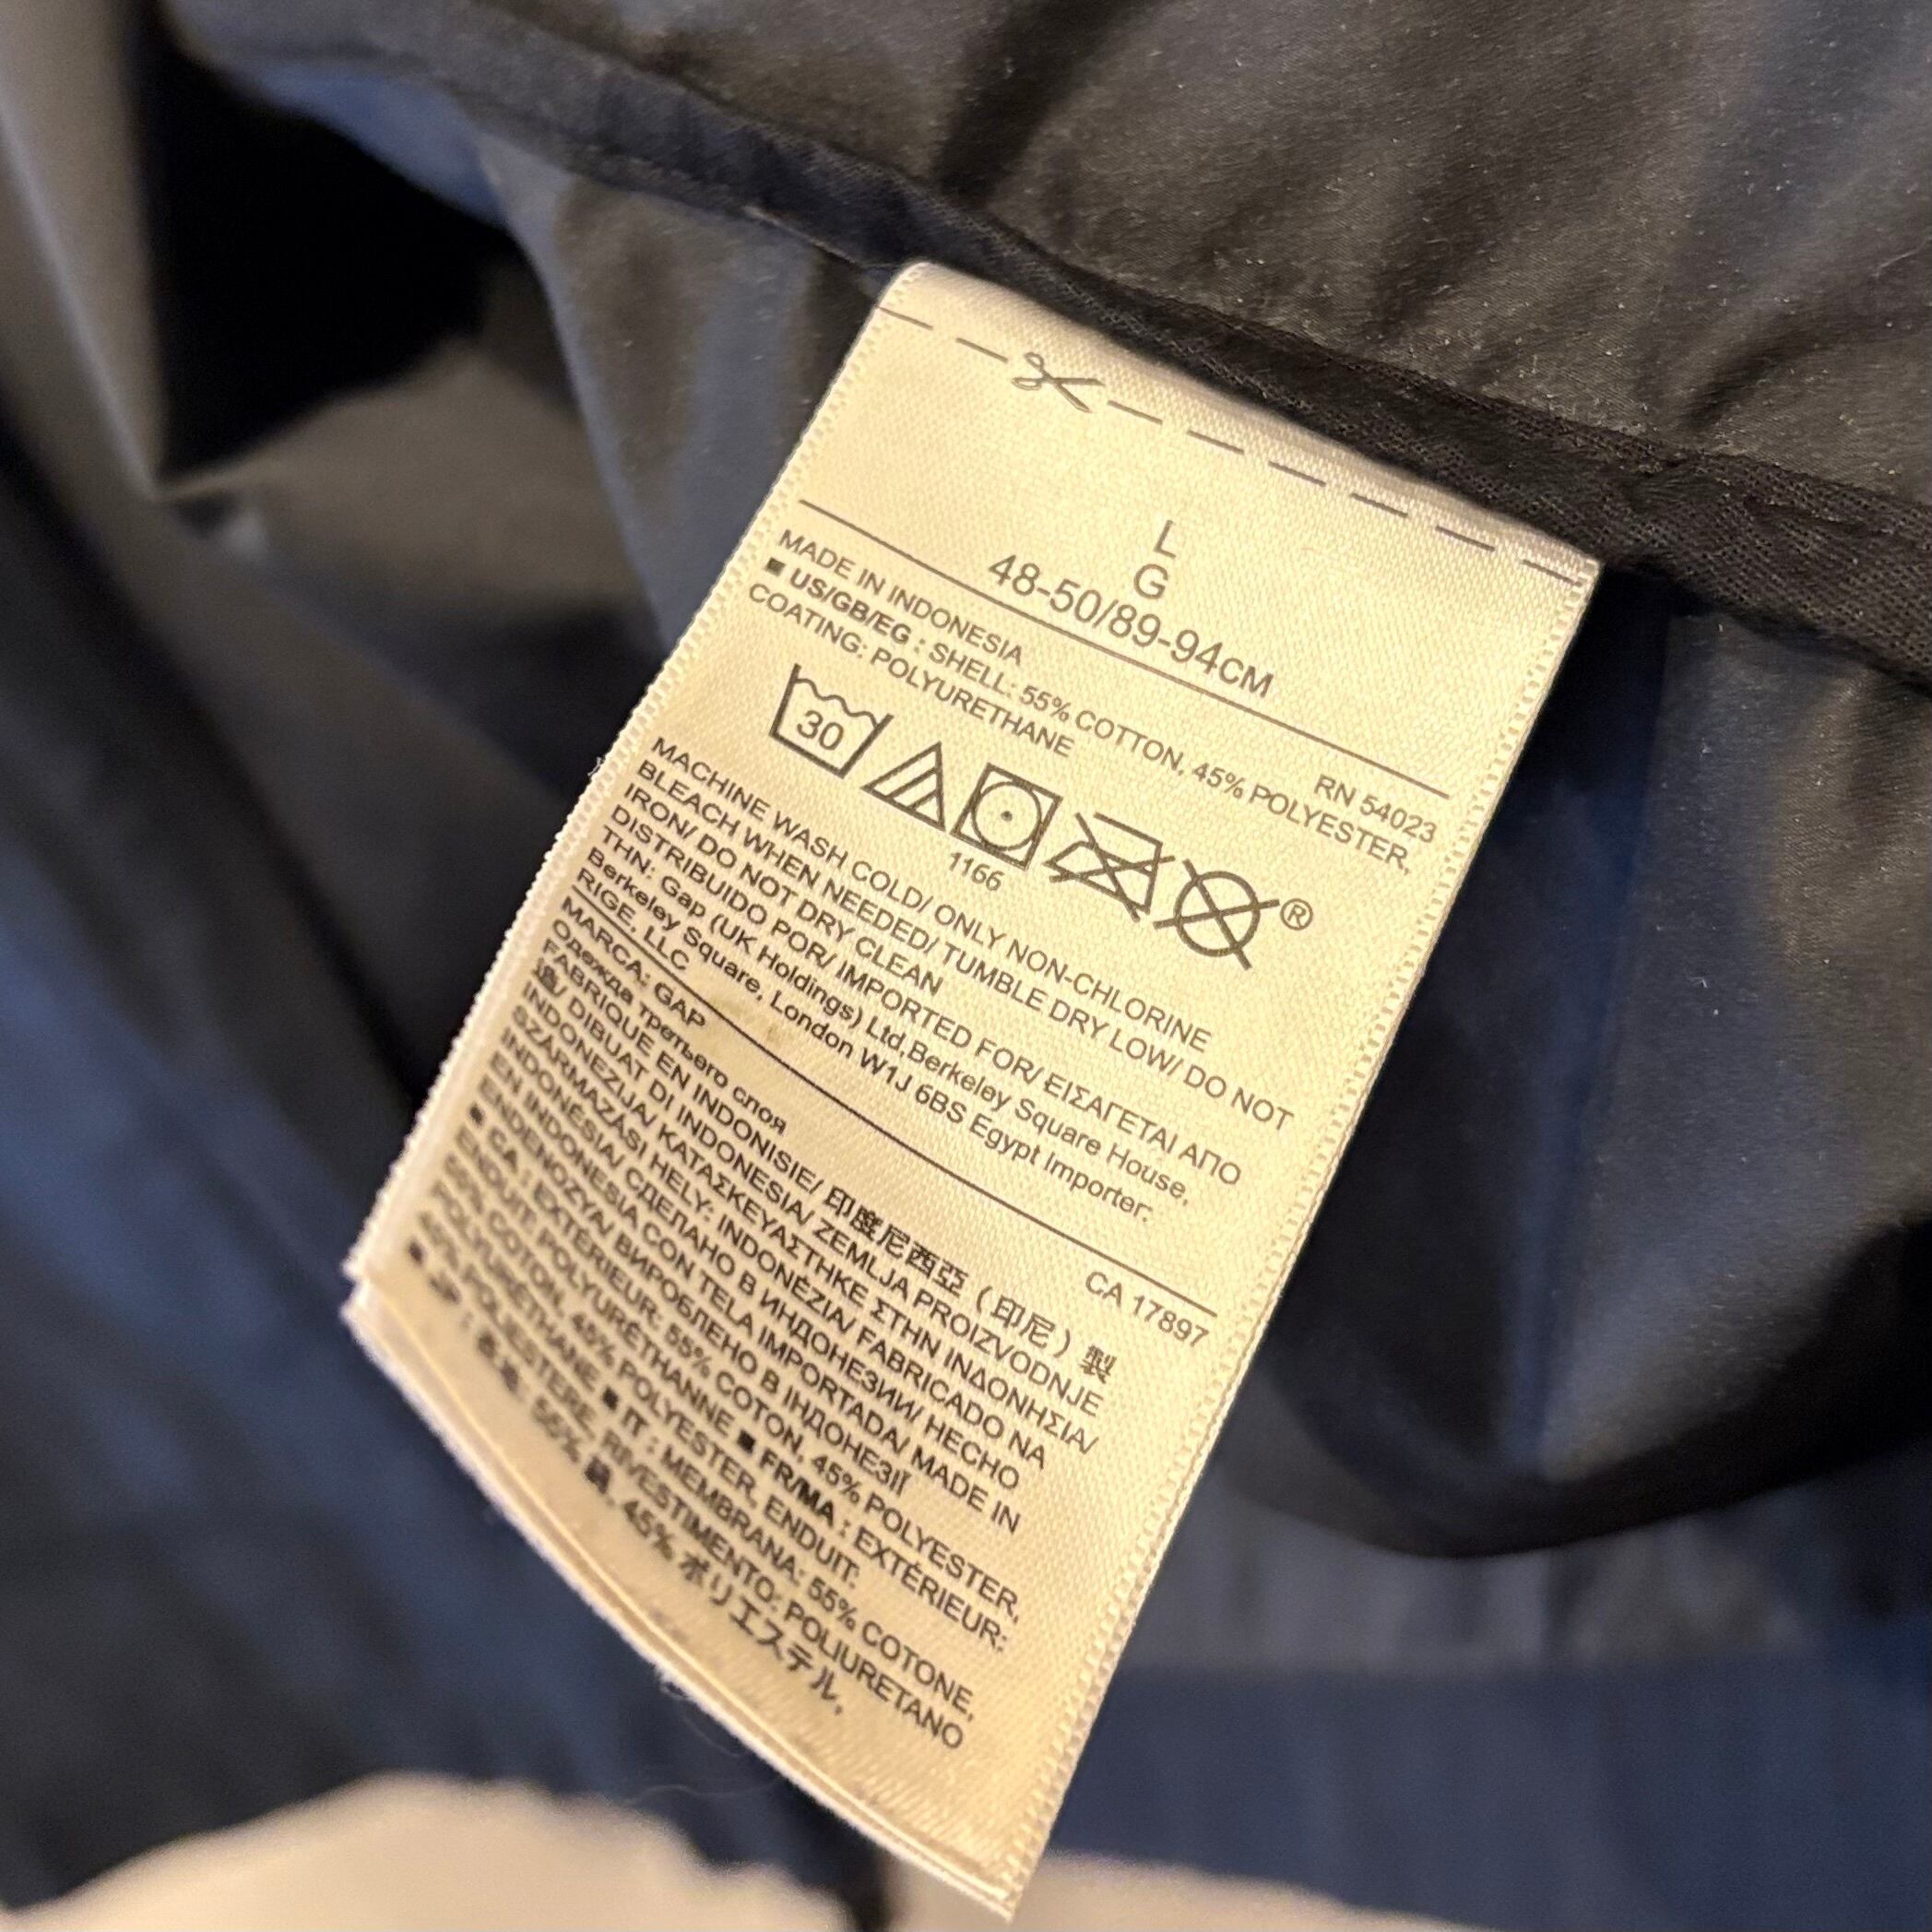 L
G
48-50/89-94CM
MADE IN INDONESIA
RN 54023
■ US/GB/EG : SHELL: 55% COTTON, 45% POLYESTER,
COATING: POLYURETHANE
30
®
1166
MACHINE WASH COLD/ ONLY NON-CHLORINE
BLEACH WHEN NEEDED/ TUMBLE DRY LOW/ DO NOT
IRON/ DO NOT DRY CLEAN
DISTRIBUIDO POR/ IMPORTED FOR/ ΕΙΣΑΓΕΤΑΙ ΑΠΟ
ΤΗΝ: Gap (UK Holdings) Ltd,Berkeley Square House,
Berkeley Square, London W1J 6BS Egypt Importer:
RIGE, LLC
MARCA: GAP
CA 17897
Одежда третьего слоя
FABRIQUE EN INDONISIE/ 印度尼西亞 ( 印尼 ) 製
造/ DIBUAT DI INDONESIA/ ZEMLJA PROIZVODNJE
INDONEZIJA/ ΚΑΤΑΣΚΕΥΑΣΤΗΚΕ ΣΤΗΝ ΙΝΔΟΝΗΣΙΑ/
SZÁRMAZÁSI HELY: INDONÉZIA/ FABRICADO NA
INDONÉSIA/ СДЕЛАНО В ИНДОНЕЗИИ/ HECHO
EN INDONESIA CON TELA IMPORTADA/ MADE IN
ENDENOZYA/ ВИРОБЛЕНО В ІНДОНЕЗІЇ
■ CA : EXTÉRIEUR: 55% COTON, 45% POLYESTER,
ENDUIT: POLYURÉTHANNE ■ FR/MA : EXTÉRIEUR:
55% COTON, 45% POLYESTER, ENDUIT:
POLYURÉTHANE ■ IT : MEMBRANA: 55% COTONE,
45% POLIESTERE, RIVESTIMENTO: POLIURETANO
■ JP : 55% 綿, 45% ポリエステル,